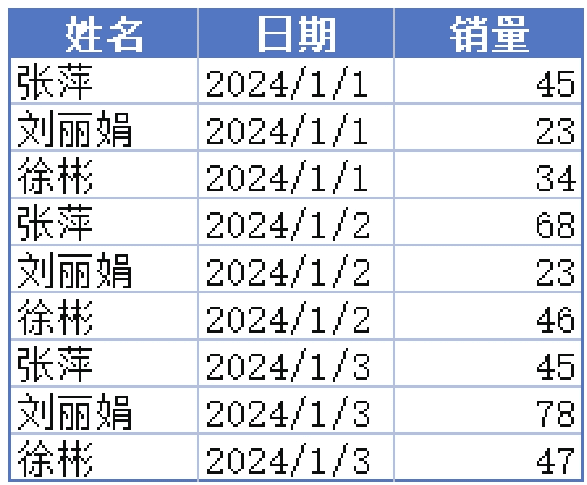 姓名 日期 销量
张萍 2024/1/1 45
刘丽娟 2024/1/1 23
徐彬 2024/1/1 34
张萍 2024/1/2 68
刘丽娟 2024/1/2 23
徐彬 2024/1/2 46
张萍 2024/1/3 45
刘丽娟 2024/1/3 78
徐彬 2024/1/3 47